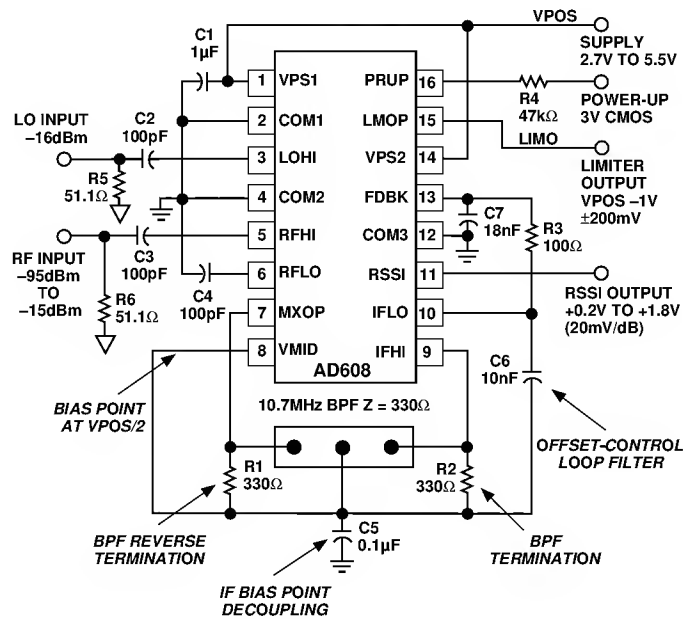 VPOS
SUPPLY
2.7V TO 5.5V
C1
1µF
1 VPS1
PRUP 16
R4
47kΩ
POWER-UP
3V CMOS
LO INPUT
–16dBm
C2
100pF
2 COM1
LMOP 15
LIMO
LIMITER
OUTPUT
VPOS –1V
±200mV
3 LOHI
VPS2 14
R5
51.1Ω
4 COM2
FDBK 13
C7
18nF
R3
100Ω
RF INPUT
–95dBm
TO
–15dBm
C3
100pF
5 RFHI
COM3 12
R6
51.1Ω
C4
100pF
6 RFLO
RSSI 11
RSSI OUTPUT
+0.2V TO +1.8V
(20mV/dB)
7 MXOP
IFLO 10
8 VMID
IFHI 9
AD608
C6
10nF
BIAS POINT
AT VPOS/2
10.7MHz BPF Z = 330Ω
OFFSET-CONTROL
LOOP FILTER
R1
330Ω
R2
330Ω
BPF REVERSE
TERMINATION
C5
0.1µF
BPF
TERMINATION
IF BIAS POINT
DECOUPLING